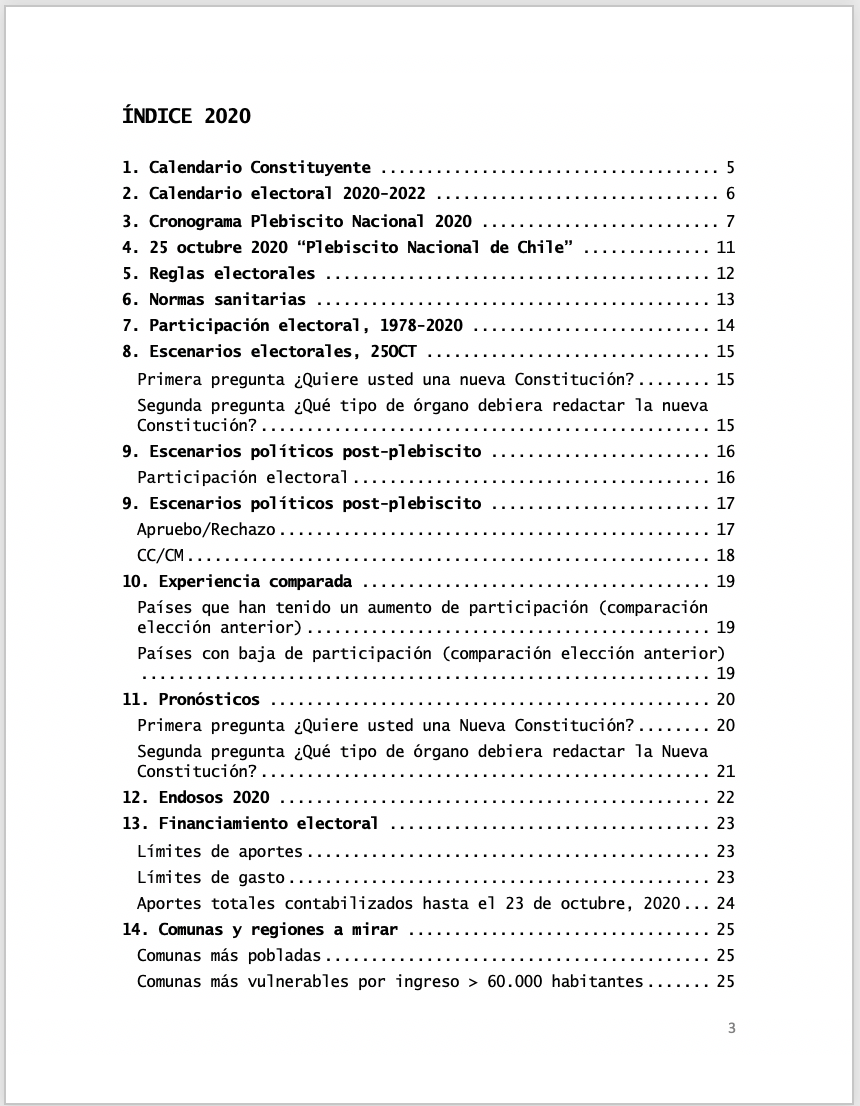 ÍNDICE 2020
1. Calendario Constituyente ..................................... 5
2. Calendario electoral 2020-2022 ............................... 6
3. Cronograma Plebiscito Nacional 2020 .......................... 7
4. 25 octubre 2020 “Plebiscito Nacional de Chile” .............. 11
5. Reglas electorales .......................................... 12
6. Normas sanitarias ........................................... 13
7. Participación electoral, 1978-2020 .......................... 14
8. Escenarios electorales, 25OCT ............................... 15
Primera pregunta ¿Quiere usted una nueva Constitución?........ 15
Segunda pregunta ¿Qué tipo de órgano debiera redactar la nueva
Constitución?................................................. 15
9. Escenarios políticos post-plebiscito ........................ 16
Participación electoral....................................... 16
9. Escenarios políticos post-plebiscito ........................ 17
Apruebo/Rechazo............................................... 17
CC/CM......................................................... 18
10. Experiencia comparada ...................................... 19
Países que han tenido un aumento de participación (comparación
elección anterior)............................................ 19
Países con baja de participación (comparación elección anterior)
.............................................................. 19
11. Pronósticos ................................................ 20
Primera pregunta ¿Quiere usted una Nueva Constitución?........ 20
Segunda pregunta ¿Qué tipo de órgano debiera redactar la Nueva
Constitución?................................................. 21
12. Endosos 2020 ............................................... 22
13. Financiamiento electoral ................................... 23
Límites de aportes............................................ 23
Límites de gasto.............................................. 23
Aportes totales contabilizados hasta el 23 de octubre, 2020... 24
14. Comunas y regiones a mirar ................................. 25
Comunas más pobladas.......................................... 25
Comunas más vulnerables por ingreso > 60.000 habitantes....... 25
3